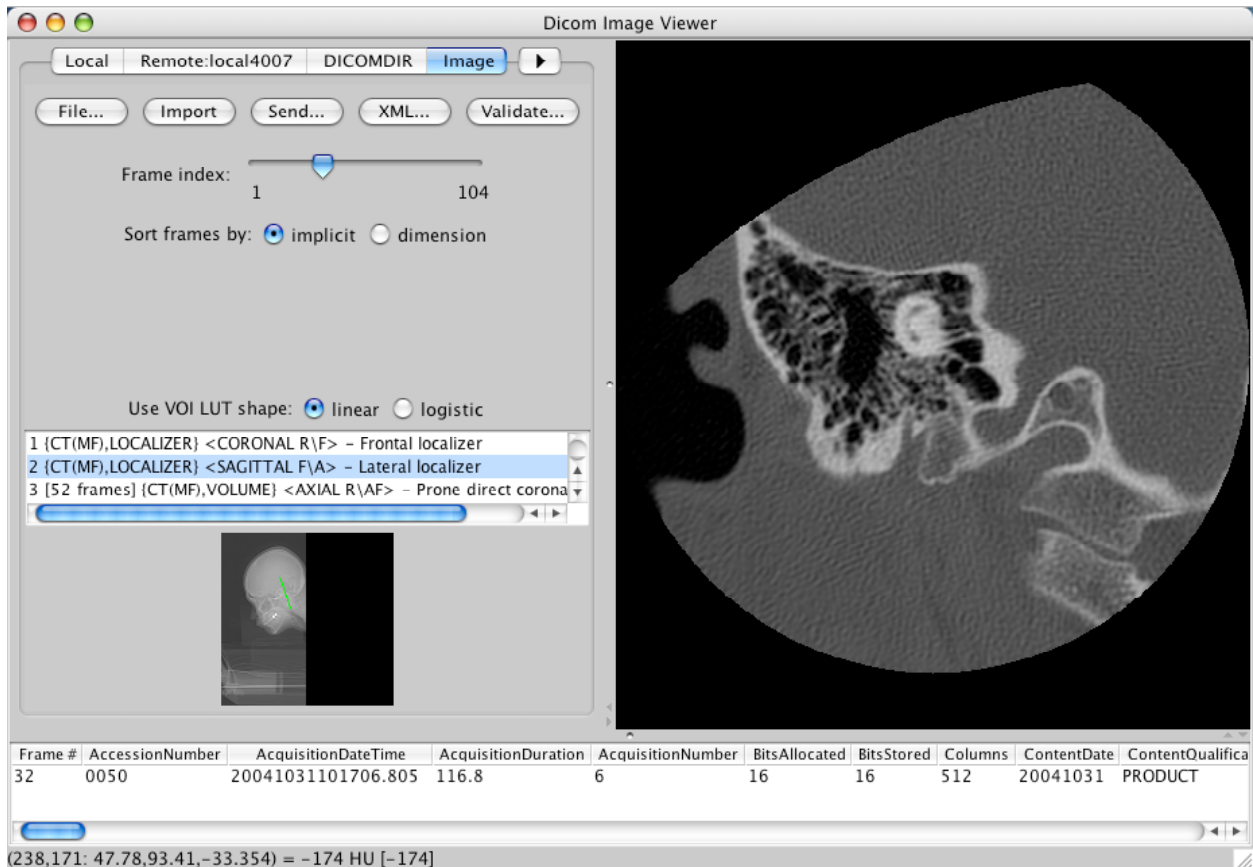 Dicom Image Viewer
Local Remote:local4007 DICOMDIR Image
File... Import Send... XML... Validate...
Frame index:
1 104
Sort frames by: implicit dimension
Use VOI LUT shape: linear logistic
1 {CT(MF),LOCALIZER} <CORONAL R\F> – Frontal localizer
2 {CT(MF),LOCALIZER} <SAGITTAL F\A> – Lateral localizer
3 [52 frames] {CT(MF),VOLUME} <AXIAL R\AF> – Prone direct corona
Frame # AccessionNumber AcquisitionDateTime AcquisitionDuration AcquisitionNumber BitsAllocated BitsStored Columns ContentDate ContentQualifica
32 0050 20041031101706.805 116.8 6 16 16 512 20041031 PRODUCT
(238,171: 47.78,93.41,-33.354) = -174 HU [-174]